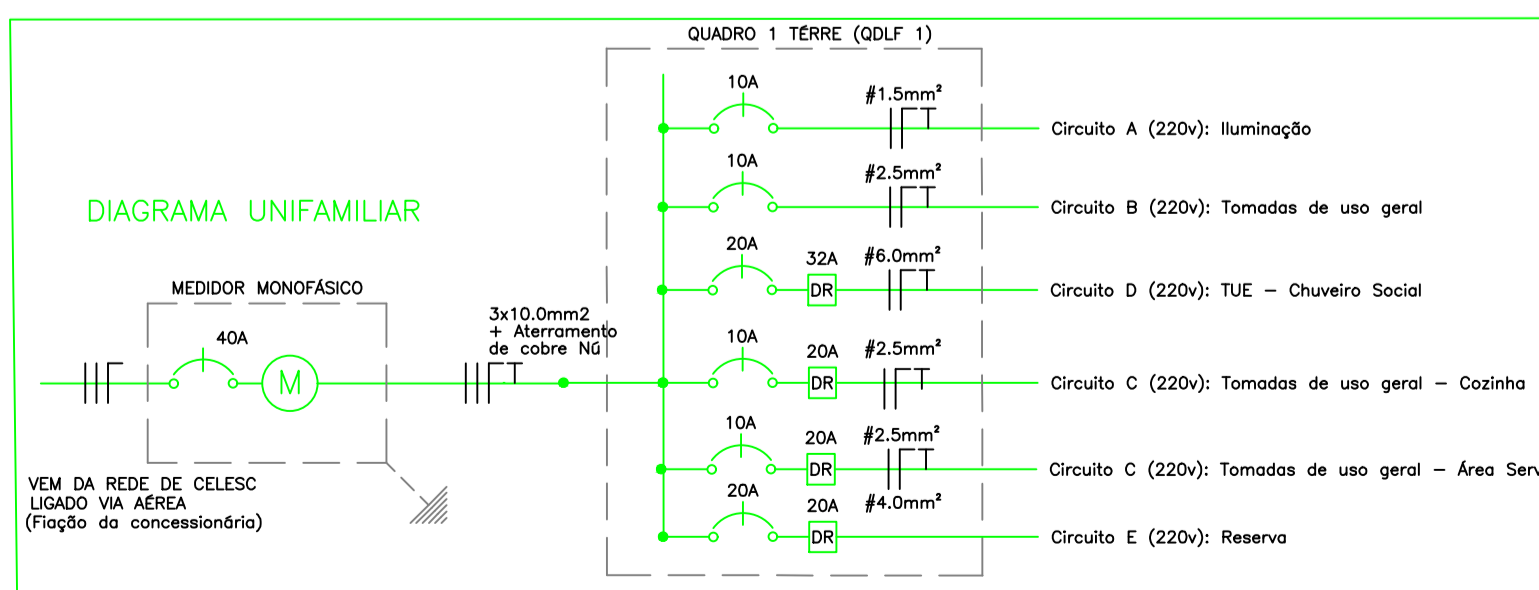 QUADRO 1 TÉRRE (QDLF 1)
10A
#1.5mm²
Circuito A (220v): Iluminação
10A
#2.5mm²
Circuito B (220v): Tomadas de uso geral
DIAGRAMA UNIFAMILIAR
20A
32A
DR
#6.0mm²
Circuito D (220v): TUE – Chuveiro Social
MEDIDOR MONOFÁSICO
40A
M
3x10.0mm2
+ Aterramento
de cobre Nú
10A
20A
DR
#2.5mm²
Circuito C (220v): Tomadas de uso geral – Cozinha
10A
20A
DR
#2.5mm²
Circuito C (220v): Tomadas de uso geral – Área Serv
20A
20A
DR
#4.0mm²
Circuito E (220v): Reserva
VEM DA REDE DE CELESC
LIGADO VIA AÉREA
(Fiação da concessionária)